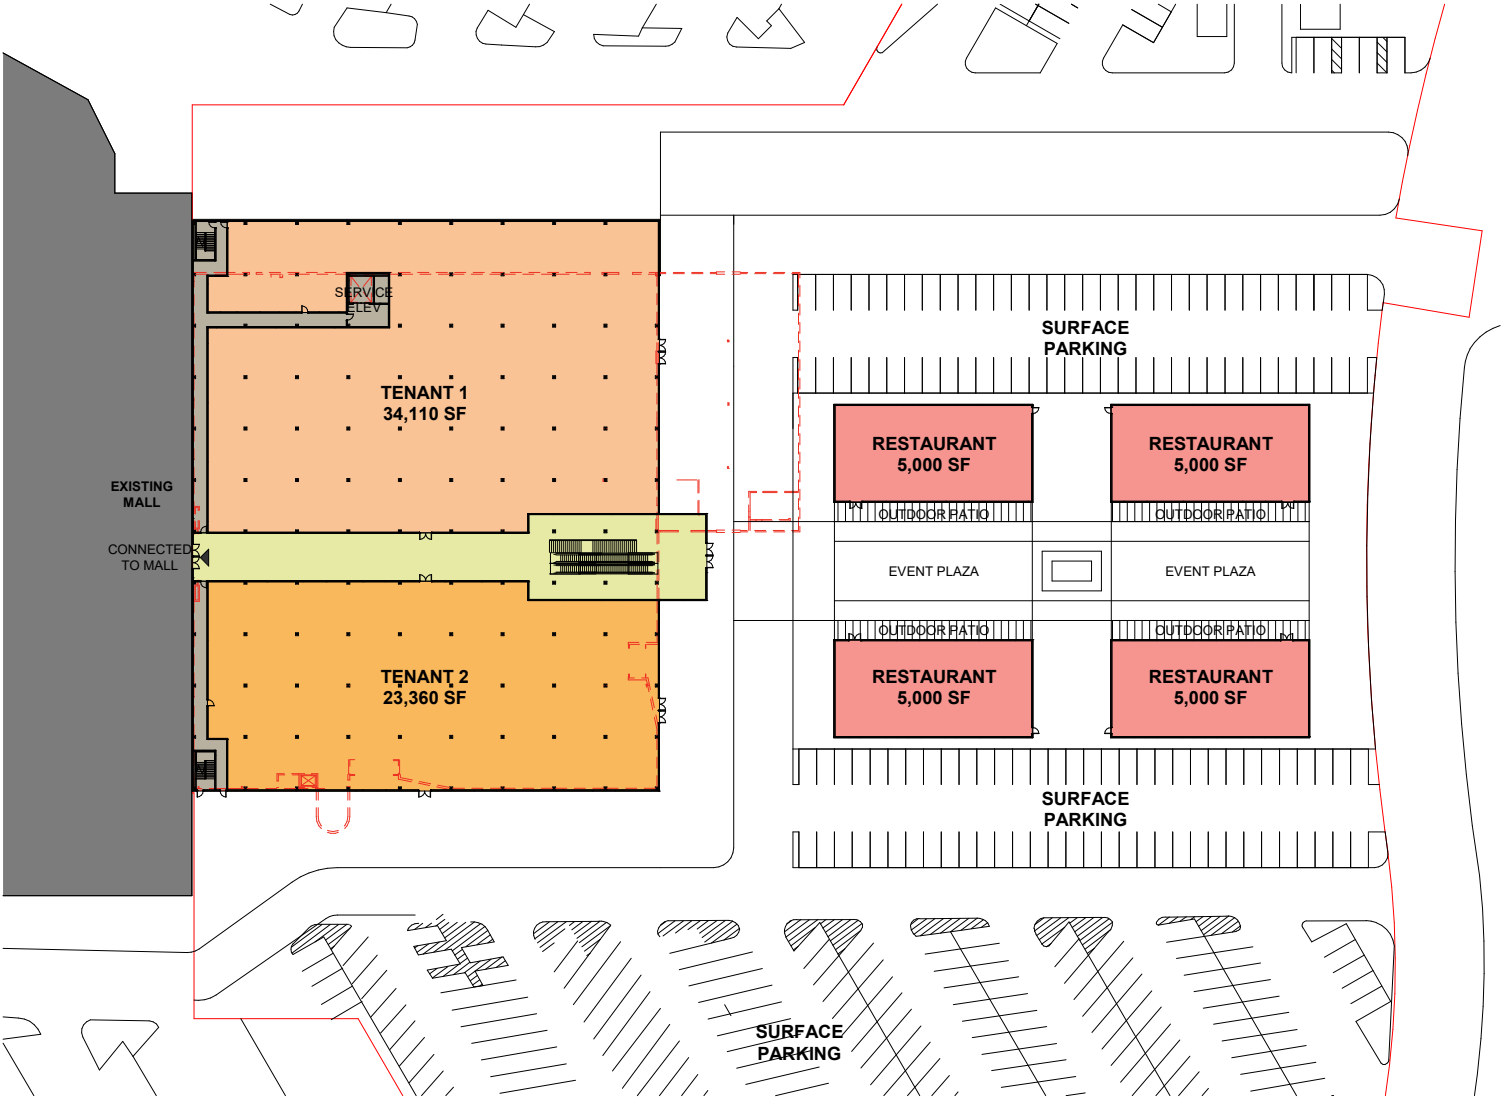 SERVICE
ELEV
SURFACE
PARKING
TENANT 1
34,110 SF
RESTAURANT
5,000 SF
RESTAURANT
5,000 SF
EXISTING
MALL
OUTDOOR PATIO
OUTDOOR PATIO
CONNECTED
TO MALL
EVENT PLAZA
EVENT PLAZA
OUTDOOR PATIO
OUTDOOR PATIO
TENANT 2
23,360 SF
RESTAURANT
5,000 SF
RESTAURANT
5,000 SF
SURFACE
PARKING
SURFACE
PARKING